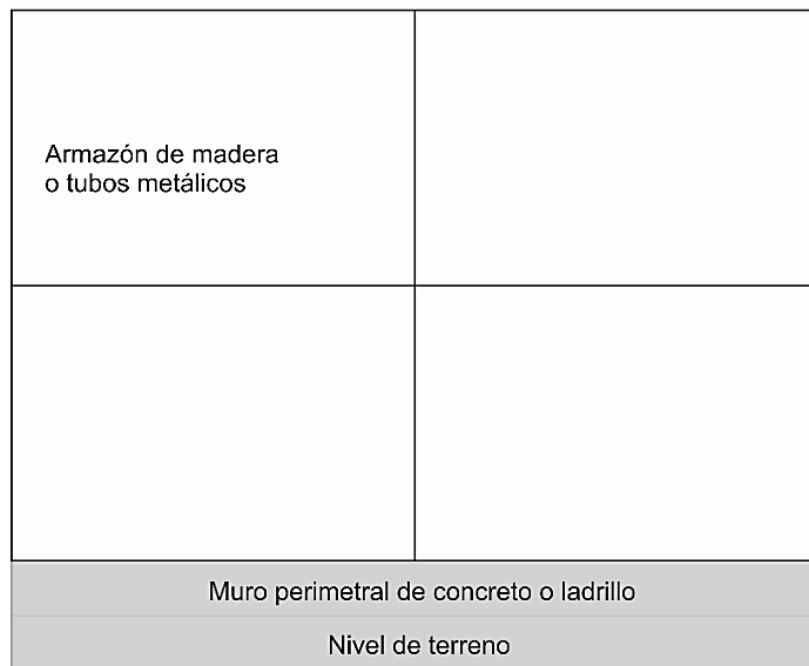 Armazón de madera
o tubos metálicos
Muro perimetral de concreto o ladrillo
Nivel de terreno